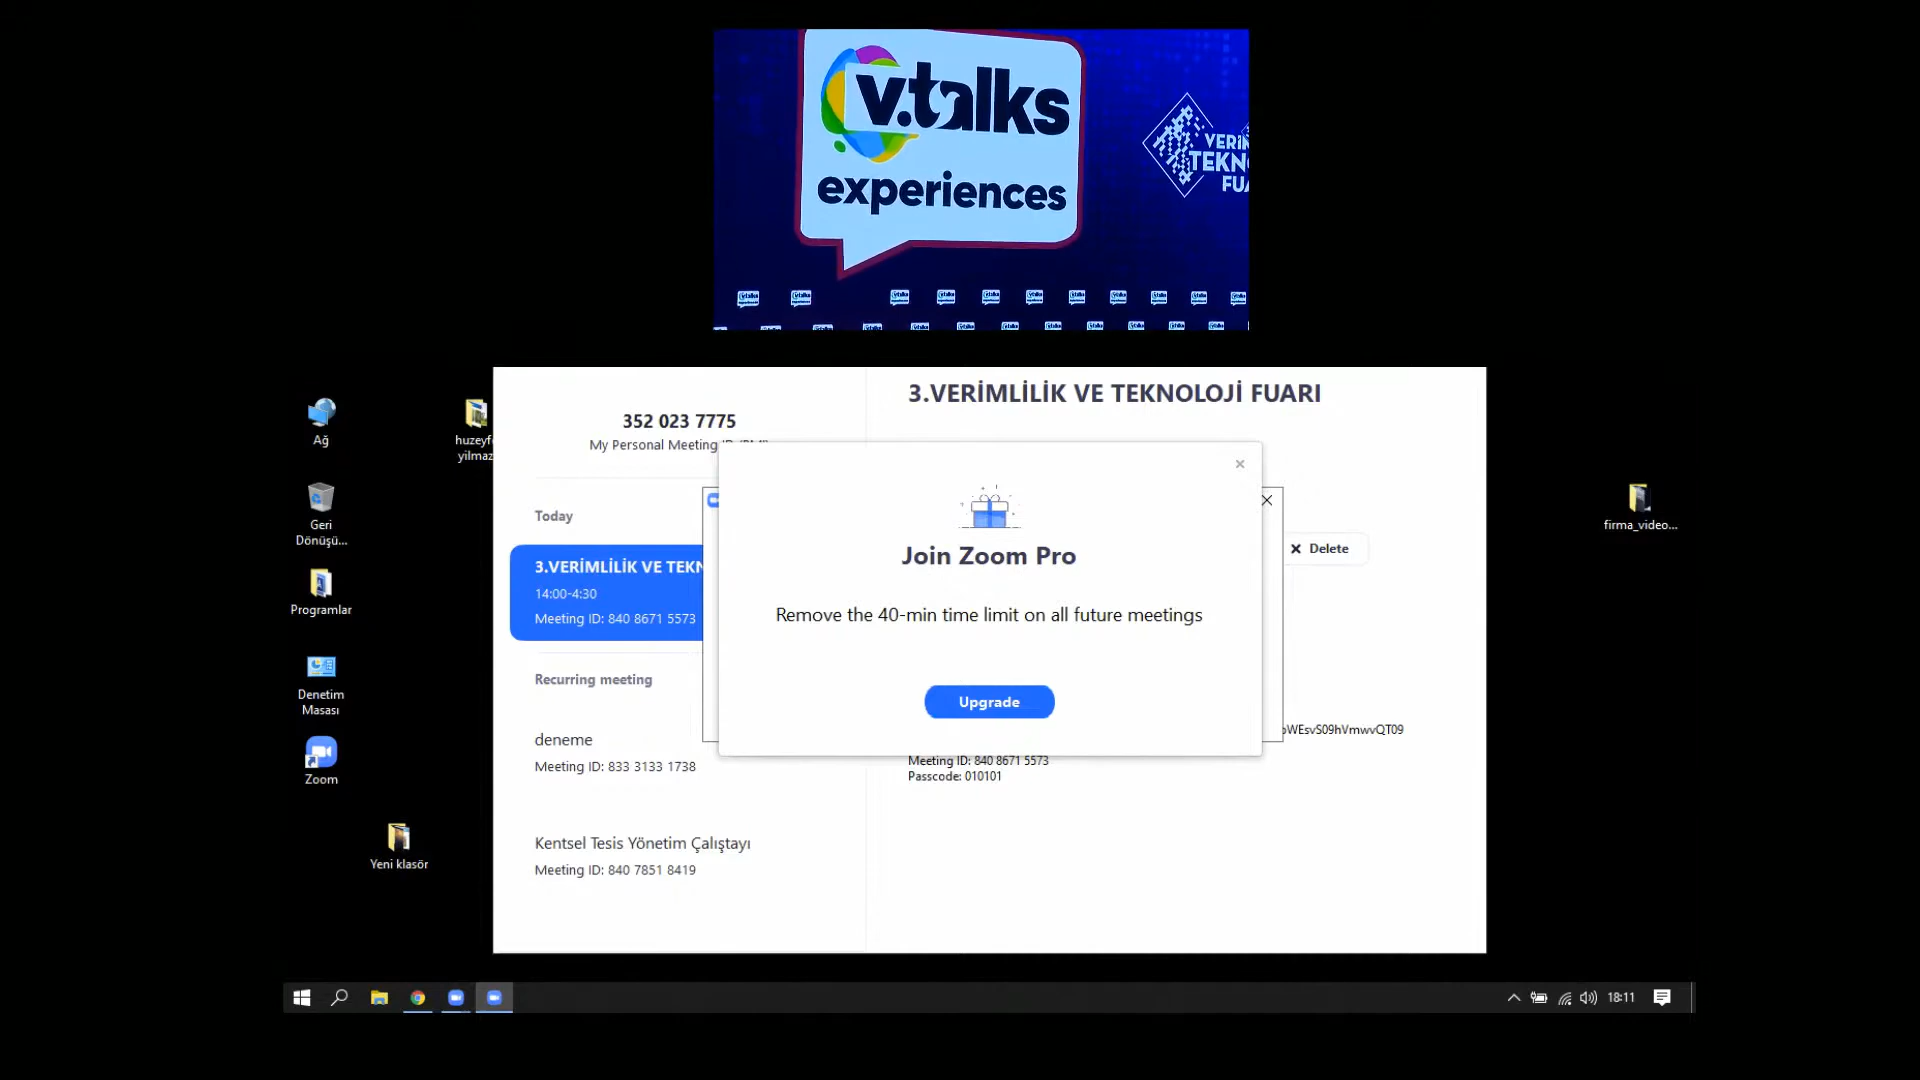 v.talks
experiences
VERİM
TEKNO
FUA
3.VERİMLİLİK VE TEKNOLOJİ FUARI
352 023 7775
My Personal Meeting
Today
3.VERİMLİLİK VE TEKN
14:00-4:30
Meeting ID: 840 8671 5573
Recurring meeting
deneme
Meeting ID: 833 3133 1738
Kentsel Tesis Yönetim Çalıştayı
Meeting ID: 840 7851 8419
Join Zoom Pro
Remove the 40-min time limit on all future meetings
Upgrade
Delete
WEsvS09hVmwvQT09
Meeting ID: 840 8671 5573
Passcode: 010101
Ağ
huzeyf
yilmaz
Geri
Dönüşü...
Programlar
Denetim
Masası
Zoom
Yeni klasör
firma_video...
18:11